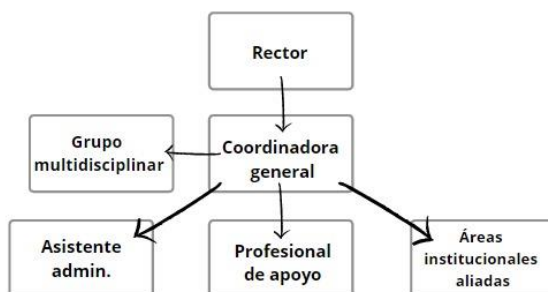 Rector
Grupo
multidisciplinar
Coordinadora
general
Asistente
admin.
Profesional
de apoyo
Áreas
institucionales
aliadas